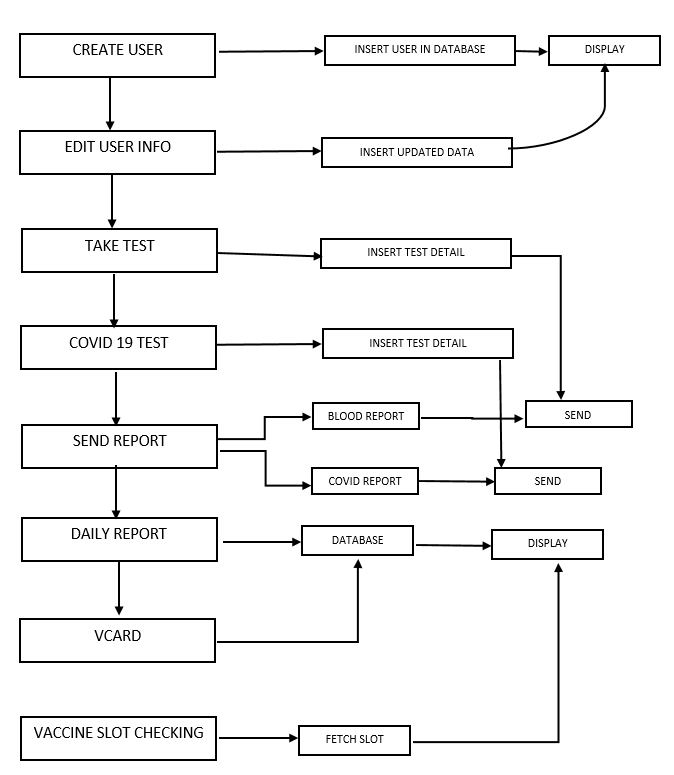 CREATE USER
INSERT USER IN DATABASE
DISPLAY
EDIT USER INFO
INSERT UPDATED DATA
TAKE TEST
INSERT TEST DETAIL
COVID 19 TEST
INSERT TEST DETAIL
BLOOD REPORT
SEND
SEND REPORT
COVID REPORT
SEND
DAILY REPORT
DATABASE
DISPLAY
VCARD
VACCINE SLOT CHECKING
FETCH SLOT